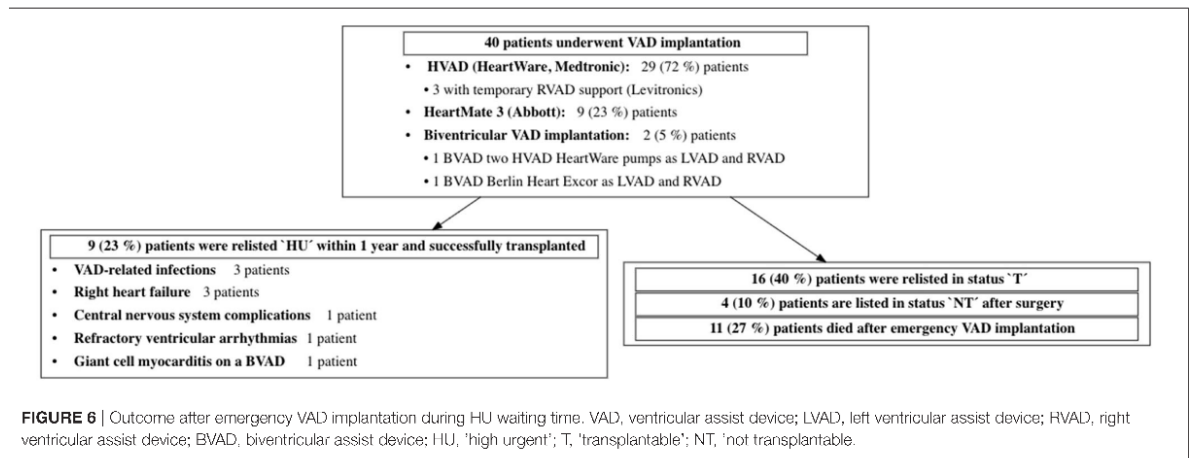 40 patients underwent VAD implantation
• HVAD (HeartWare, Medtronic): 29 (72 %) patients
• 3 with temporary RVAD support (Levitronics)
• HeartMate 3 (Abbott): 9 (23 %) patients
• Biventricular VAD implantation: 2 (5 %) patients
• 1 BVAD two HVAD HeartWare pumps as LVAD and RVAD
• 1 BVAD Berlin Heart Excor as LVAD and RVAD
9 (23 %) patients were relisted `HU´ within 1 year and successfully transplanted
• VAD-related infections 3 patients
• Right heart failure 3 patients
• Central nervous system complications 1 patient
• Refractory ventricular arrhythmias 1 patient
• Giant cell myocarditis on a BVAD 1 patient
16 (40 %) patients were relisted in status `T´
4 (10 %) patients are listed in status `NT´ after surgery
11 (27 %) patients died after emergency VAD implantation
FIGURE 6 | Outcome after emergency VAD implantation during HU waiting time. VAD, ventricular assist device; LVAD, left ventricular assist device; RVAD, right
ventricular assist device; BVAD, biventricular assist device; HU, 'high urgent'; T, 'transplantable'; NT, 'not transplantable.